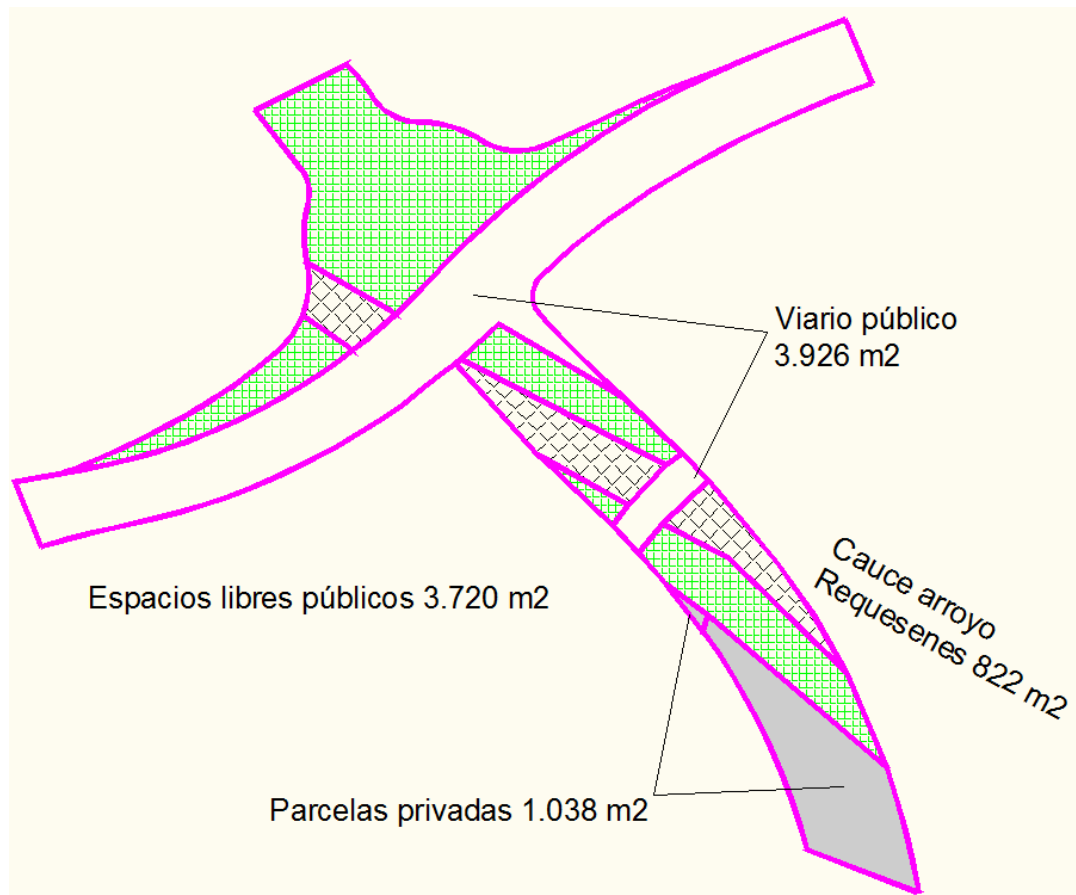 Viario público
3.926 m2
Cauce arroyo
Requesenes 822 m2
Espacios libres públicos 3.720 m2
Parcelas privadas 1.038 m2